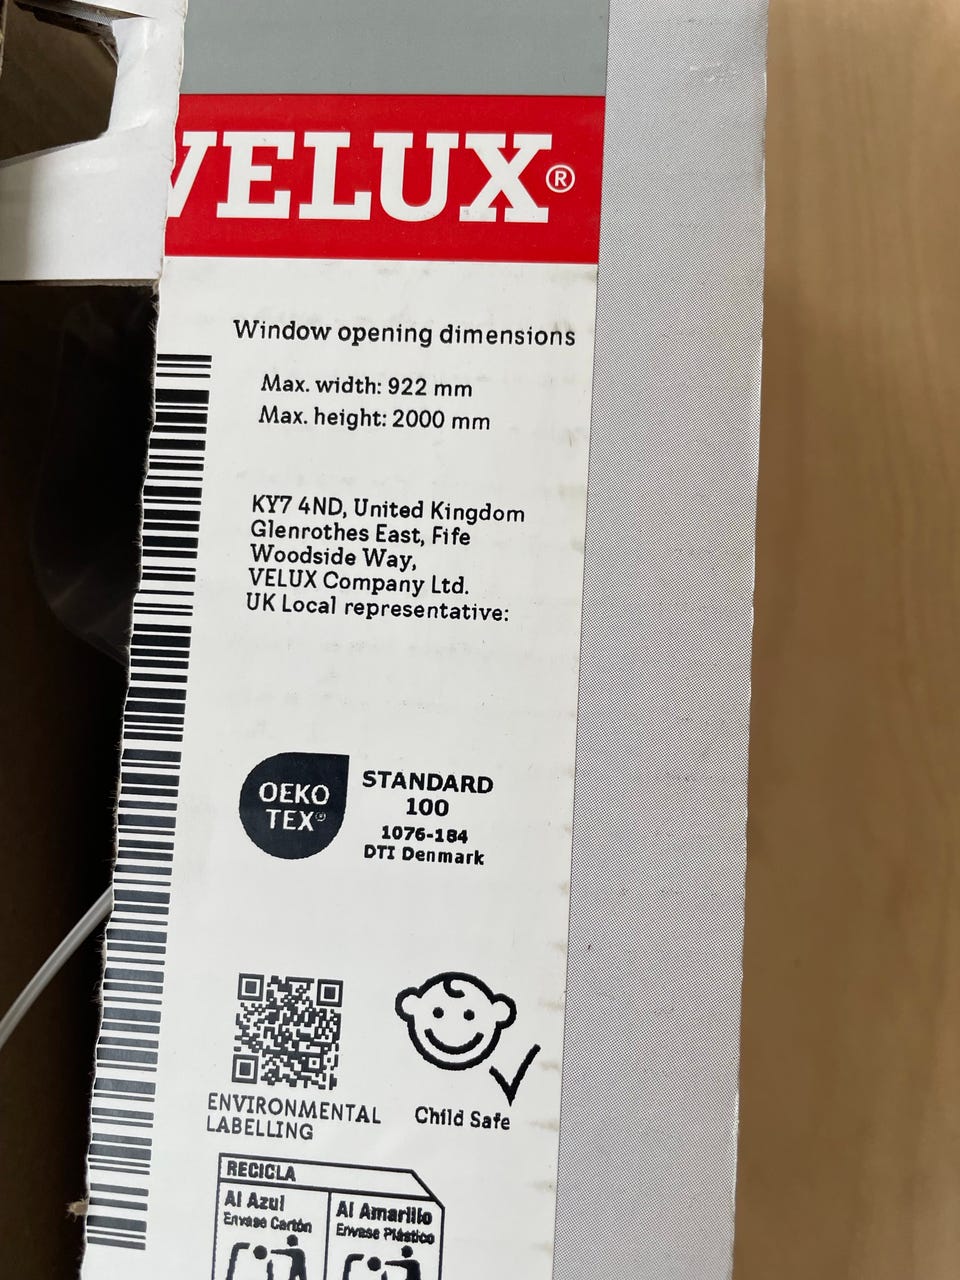 VELUX®
Window opening dimensions
Max. width: 922 mm
Max. height: 2000 mm
KY7 4ND, United Kingdom
Glenrothes East, Fife
Woodside Way,
VELUX Company Ltd.
UK Local representative:
OEKO
TEX®
STANDARD
100
1076-184
DTI Denmark
ENVIRONMENTAL
LABELLING
Child Safe
RECICLA
Al Azul
Envase Cartón
Al Amarillo
Envase Plástico